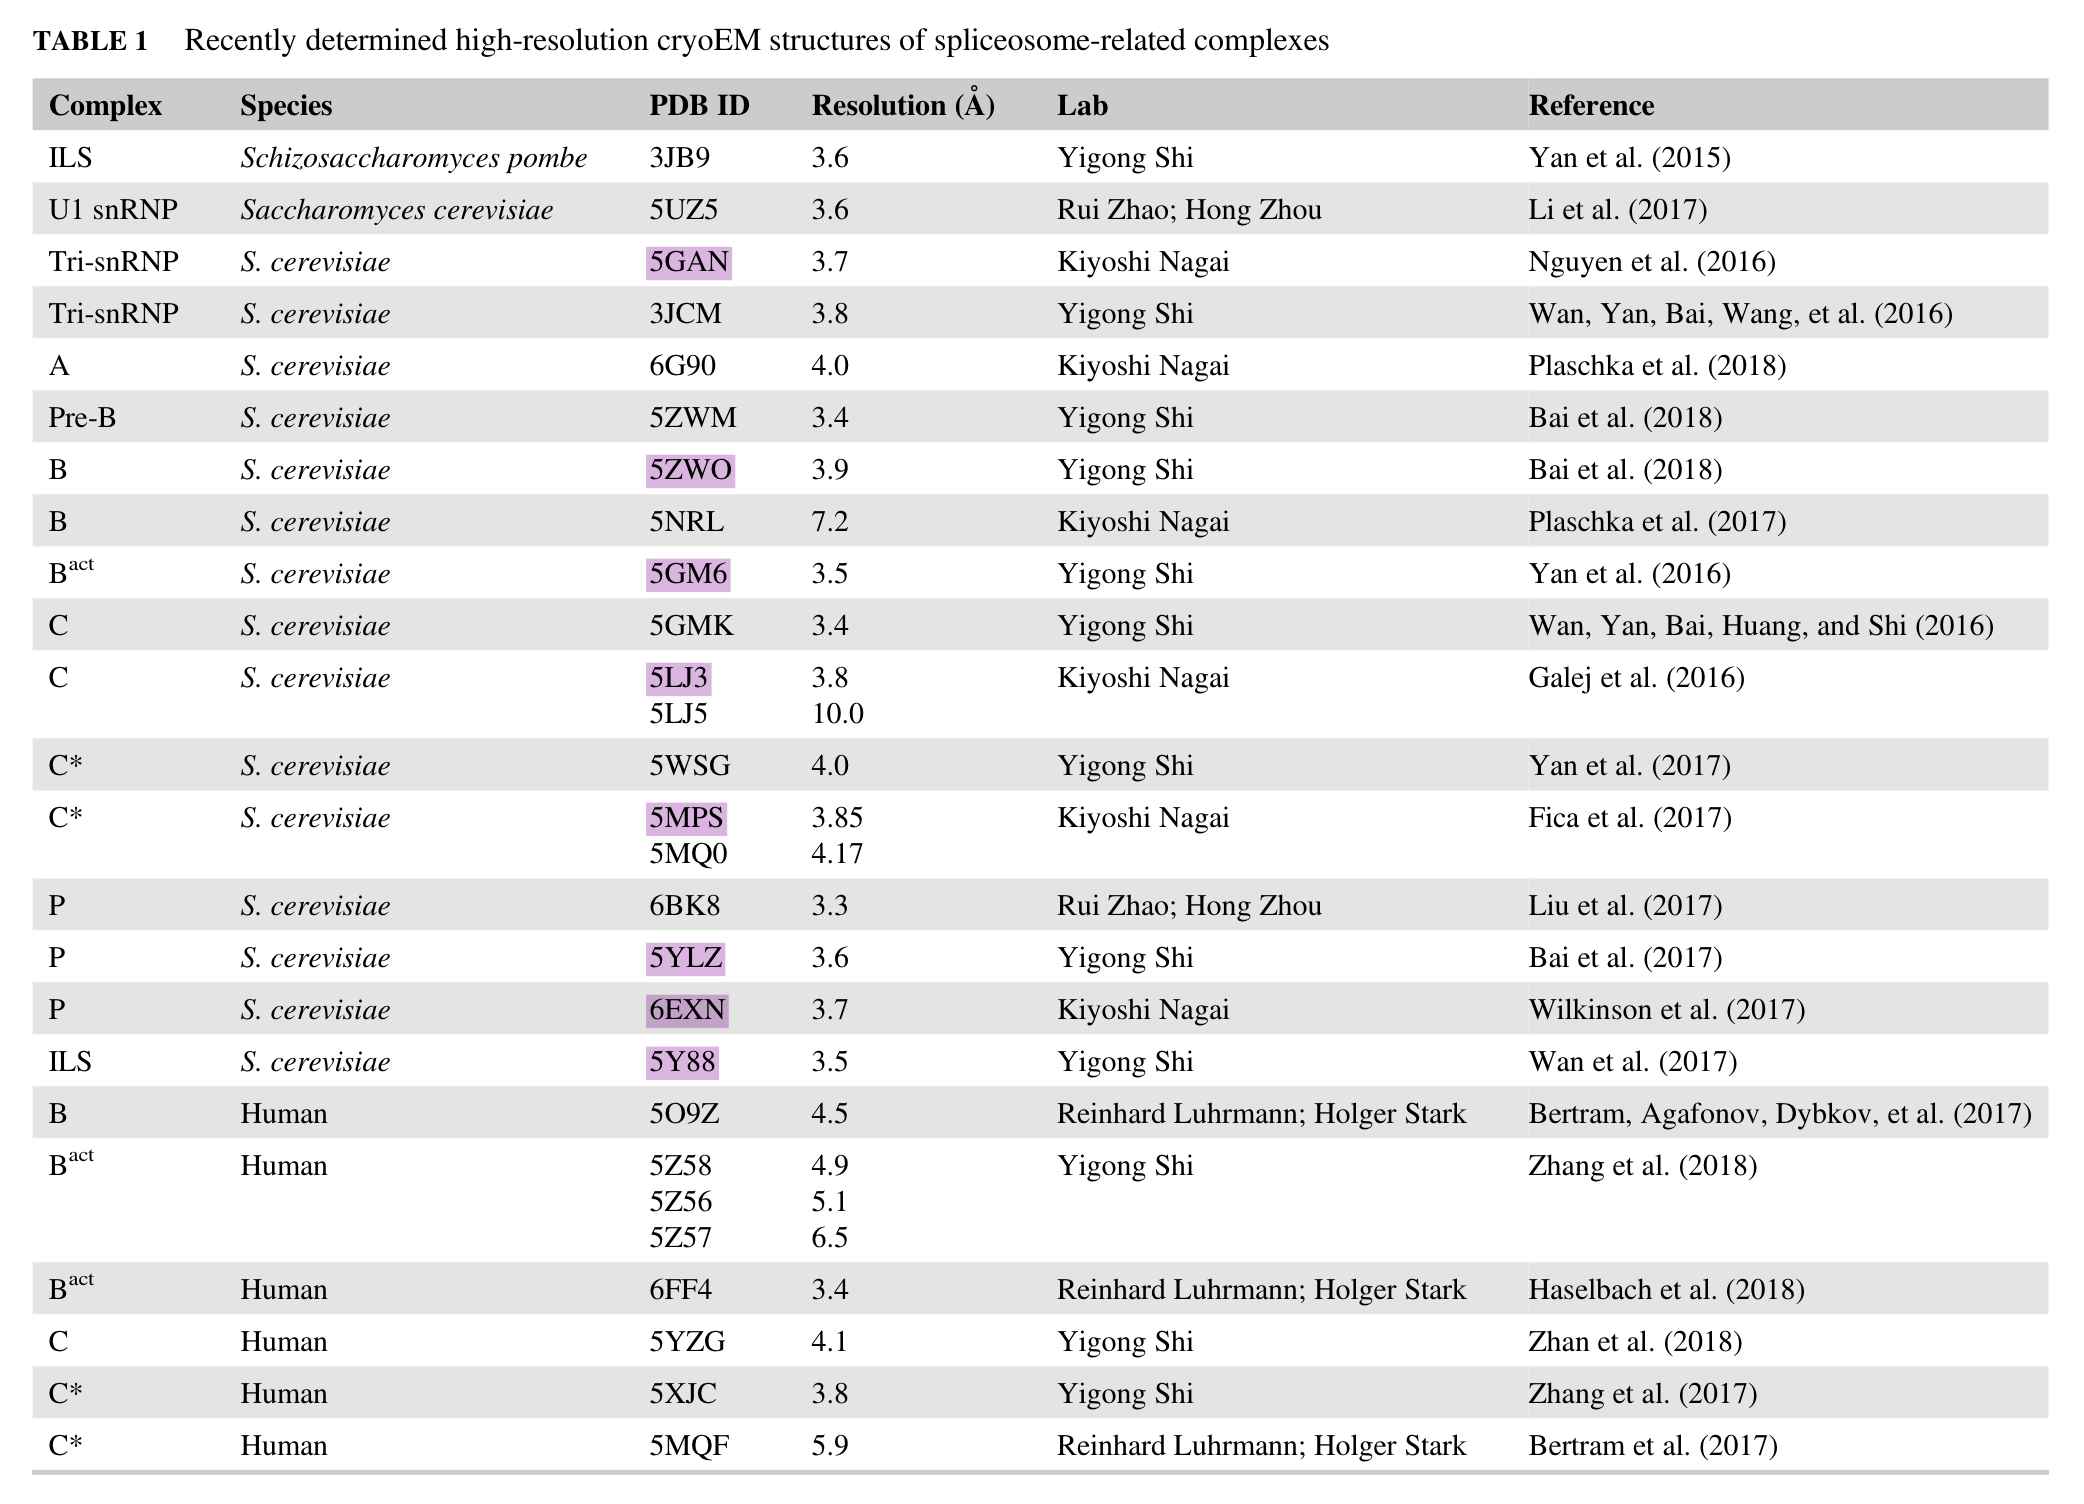 TABLE 1 Recently determined high-resolution cryoEM structures of spliceosome-related complexes
Complex Species PDB ID Resolution (Å) Lab Reference
ILS Schizosaccharomyces pombe 3JB9 3.6 Yigong Shi Yan et al. (2015)
U1 snRNP Saccharomyces cerevisiae 5UZ5 3.6 Rui Zhao; Hong Zhou Li et al. (2017)
Tri-snRNP S. cerevisiae 5GAN 3.7 Kiyoshi Nagai Nguyen et al. (2016)
Tri-snRNP S. cerevisiae 3JCM 3.8 Yigong Shi Wan, Yan, Bai, Wang, et al. (2016)
A S. cerevisiae 6G90 4.0 Kiyoshi Nagai Plaschka et al. (2018)
Pre-B S. cerevisiae 5ZWM 3.4 Yigong Shi Bai et al. (2018)
B S. cerevisiae 5ZWO 3.9 Yigong Shi Bai et al. (2018)
B S. cerevisiae 5NRL 7.2 Kiyoshi Nagai Plaschka et al. (2017)
Bact S. cerevisiae 5GM6 3.5 Yigong Shi Yan et al. (2016)
C S. cerevisiae 5GMK 3.4 Yigong Shi Wan, Yan, Bai, Huang, and Shi (2016)
C S. cerevisiae 5LJ3 3.8 Kiyoshi Nagai Galej et al. (2016)
5LJ5 10.0
C* S. cerevisiae 5WSG 4.0 Yigong Shi Yan et al. (2017)
C* S. cerevisiae 5MPS 3.85 Kiyoshi Nagai Fica et al. (2017)
5MQ0 4.17
P S. cerevisiae 6BK8 3.3 Rui Zhao; Hong Zhou Liu et al. (2017)
P S. cerevisiae 5YLZ 3.6 Yigong Shi Bai et al. (2017)
P S. cerevisiae 6EXN 3.7 Kiyoshi Nagai Wilkinson et al. (2017)
ILS S. cerevisiae 5Y88 3.5 Yigong Shi Wan et al. (2017)
B Human 5O9Z 4.5 Reinhard Luhrmann; Holger Stark Bertram, Agafonov, Dybkov, et al. (2017)
Bact Human 5Z58 4.9 Yigong Shi Zhang et al. (2018)
5Z56 5.1
5Z57 6.5
Bact Human 6FF4 3.4 Reinhard Luhrmann; Holger Stark Haselbach et al. (2018)
C Human 5YZG 4.1 Yigong Shi Zhan et al. (2018)
C* Human 5XJC 3.8 Yigong Shi Zhang et al. (2017)
C* Human 5MQF 5.9 Reinhard Luhrmann; Holger Stark Bertram et al. (2017)